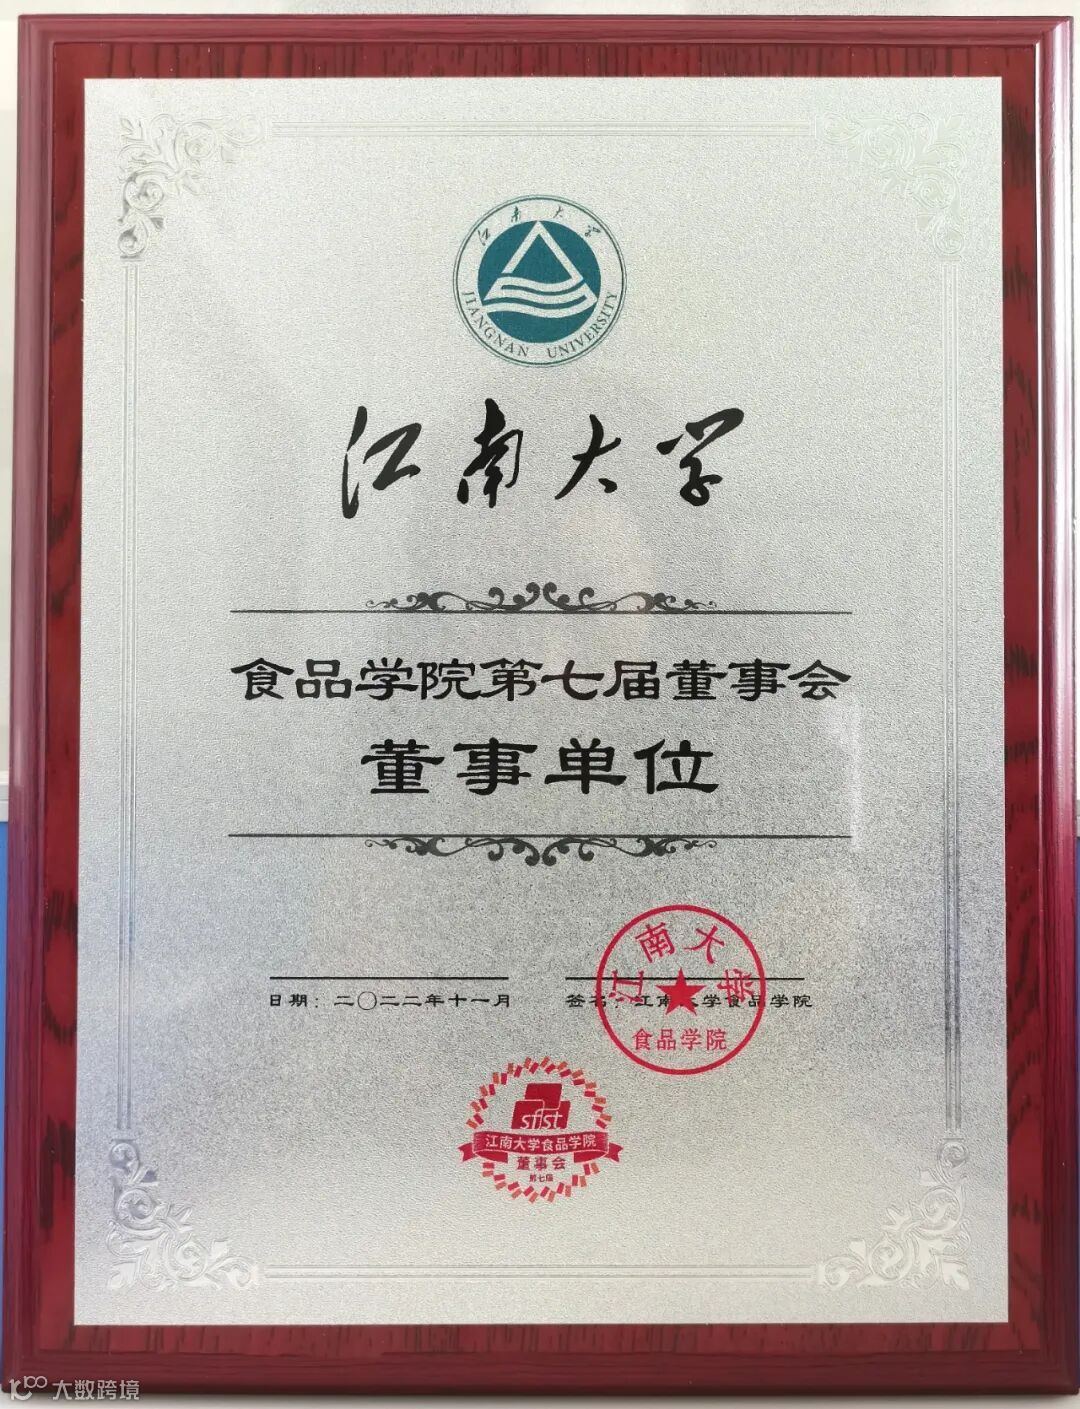 江南大学
JIANGNAN UNIVERSITY
江南大学
食品学院第七届董事会
董事单位
日期：二〇二二年十一月
签名：江南大学食品学院
江南大学
食品学院
sfist
江南大学食品学院
董事会
第七届
大数跨境